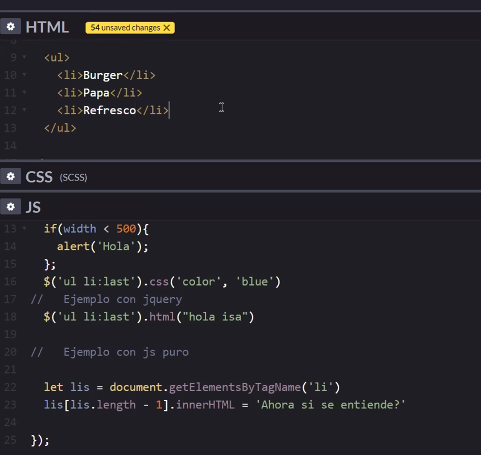 HTML 54 unsaved changes X
9 <ul>
10 <li>Burger</li>
11 <li>Papa</li>
12 <li>Refresco</li>
13 </ul>
14
CSS (SCSS)
JS
13 if(width < 500){
14 alert('Hola');
15 };
16 $('ul li:last').css('color', 'blue')
17 // Ejemplo con jquery
18 $('ul li:last').html("hola isa")
19
20 // Ejemplo con js puro
21
22 let lis = document.getElementsByTagName('li')
23 lis[lis.length - 1].innerHTML = 'Ahora si se entiende?'
24
25 });